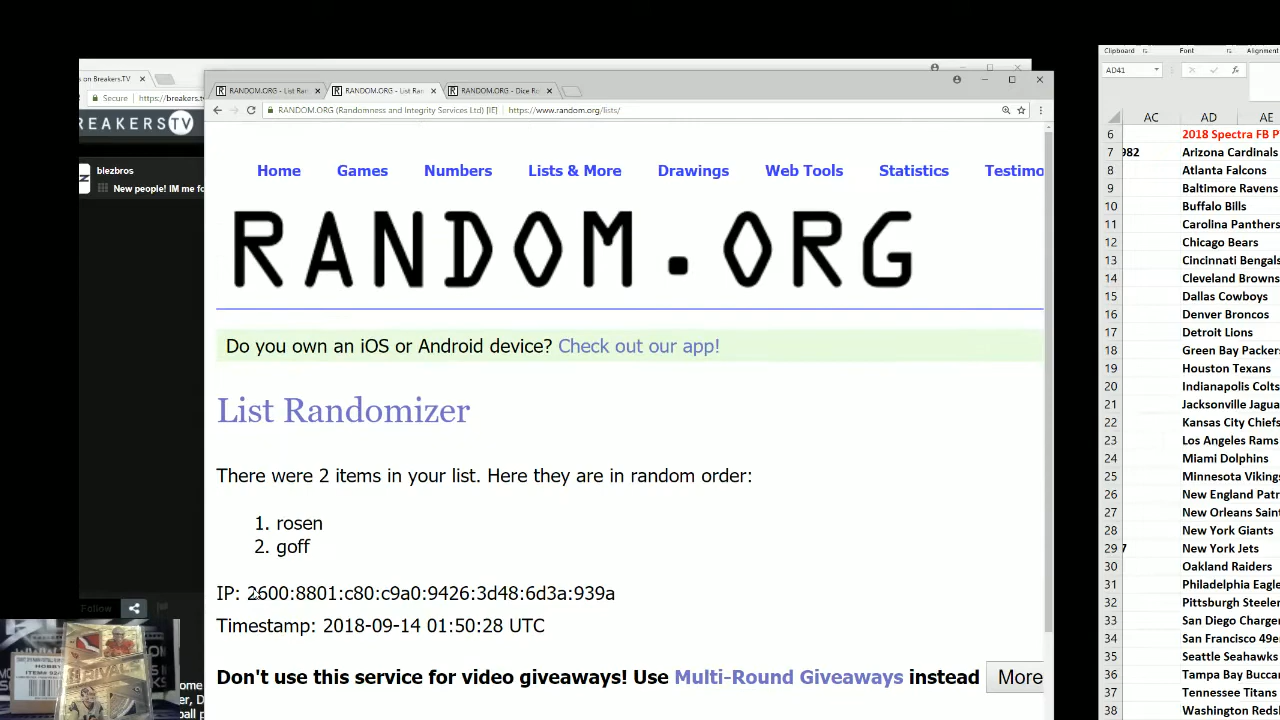 Clipboard
Font
Alignment
AD41
s on Breakers.TV
Secure
https://breakers.t
REAKERSTV
blezbros
New people! IM me fo
Follow
RANDOM.ORG - List Ra
RANDOM.ORG - List Ran
RANDOM.ORG - Dice Ro
RANDOM.ORG (Randomness and Integrity Services Ltd) [IE]
https://www.random.org/lists/
Home Games Numbers Lists & More Drawings Web Tools Statistics Testimo
RANDOM.ORG
Do you own an iOS or Android device? Check out our app!
List Randomizer
There were 2 items in your list. Here they are in random order:
1. rosen
2. goff
IP: 2600:8801:c80:c9a0:9426:3d48:6d3a:939a
Timestamp: 2018-09-14 01:50:28 UTC
Don't use this service for video giveaways! Use Multi-Round Giveaways instead More
AC AD AE
6 2018 Spectra FB P
7 982 Arizona Cardinals
8 Atlanta Falcons
9 Baltimore Ravens
10 Buffalo Bills
11 Carolina Panthers
12 Chicago Bears
13 Cincinnati Bengals
14 Cleveland Browns
15 Dallas Cowboys
16 Denver Broncos
17 Detroit Lions
18 Green Bay Packers
19 Houston Texans
20 Indianapolis Colts
21 Jacksonville Jagua
22 Kansas City Chiefs
23 Los Angeles Rams
24 Miami Dolphins
25 Minnesota Vikings
26 New England Patr
27 New Orleans Saint
28 New York Giants
29 7 New York Jets
30 Oakland Raiders
31 Philadelphia Eagle
32 Pittsburgh Steeler
33 San Diego Charger
34 San Francisco 49e
35 Seattle Seahawks
36 Tampa Bay Buccan
37 Tennessee Titans
38 Washington Reds
ome
er, D
ball p